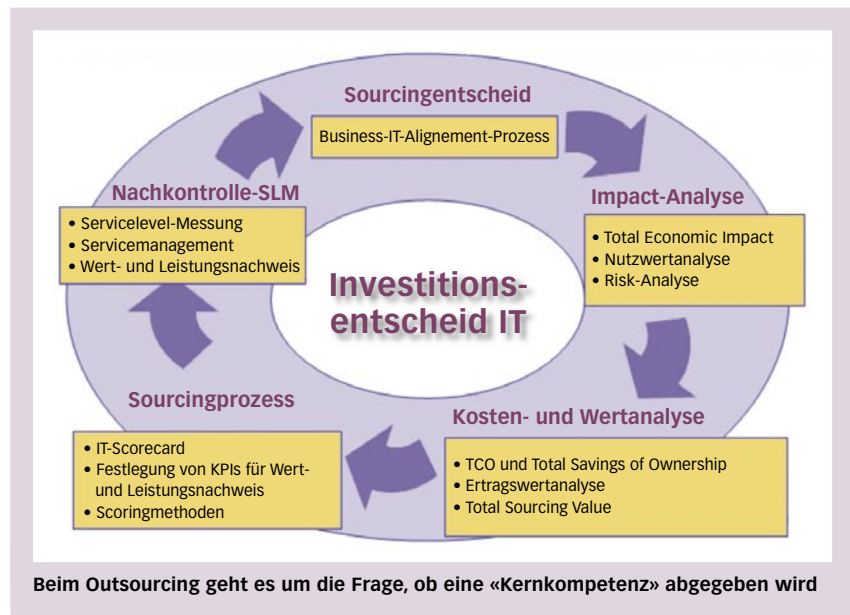 Sourcingentscheid
Business-IT-Alignement-Prozess
Impact-Analyse
• Total Economic Impact
• Nutzwertanalyse
• Risk-Analyse
Kosten- und Wertanalyse
• TCO und Total Savings of Ownership
• Ertragswertanalyse
• Total Sourcing Value
Sourcingprozess
• IT-Scorecard
• Festlegung von KPIs für Wert-
und Leistungsnachweis
• Scoringmethoden
Nachkontrolle-SLM
• Servicelevel-Messung
• Servicemanagement
• Wert- und Leistungsnachweis
Investitions-
entscheid IT
Beim Outsourcing geht es um die Frage, ob eine «Kernkompetenz» abgegeben wird